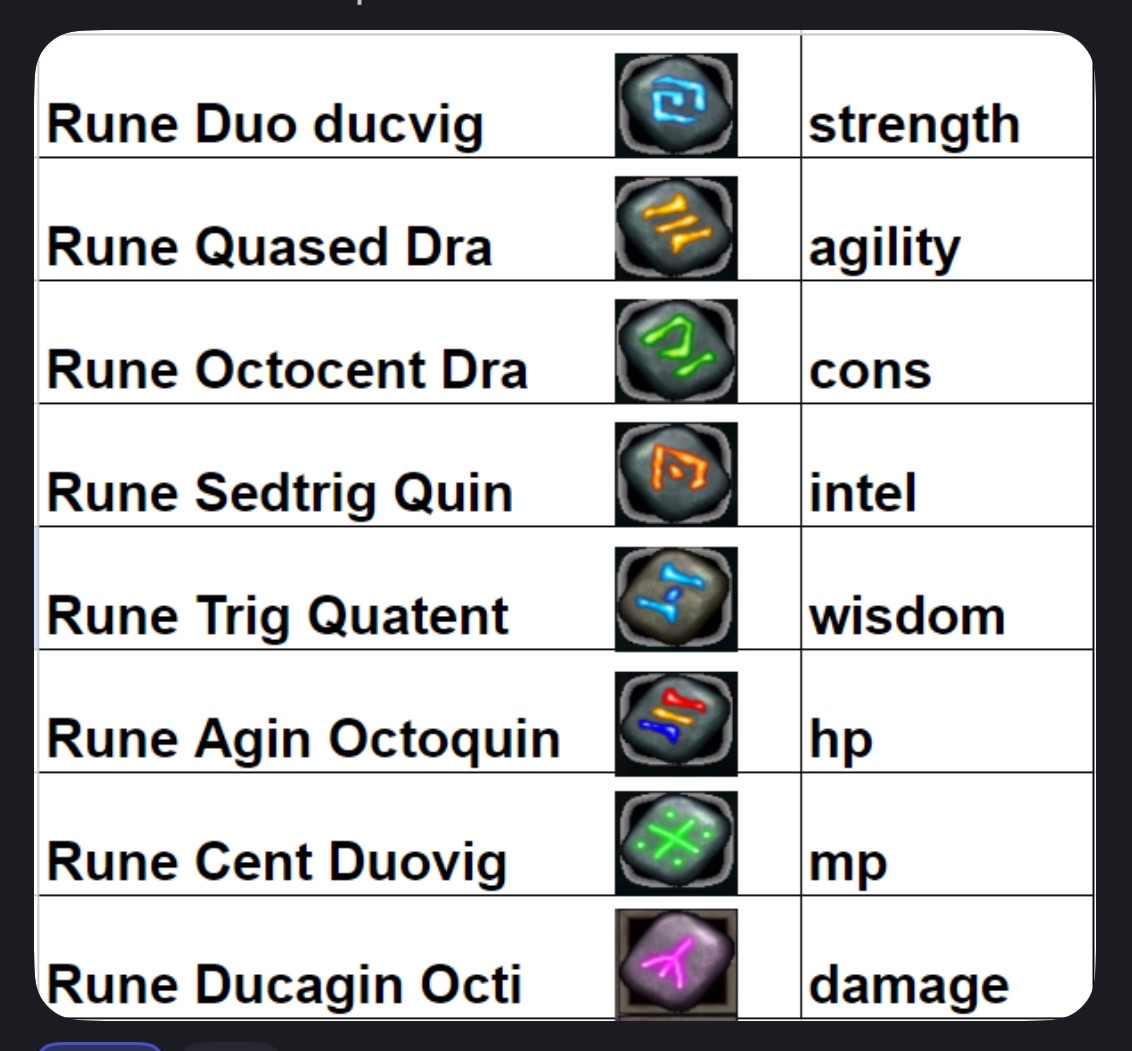 Rune Duo ducvig strength
Rune Quased Dra agility
Rune Octocent Dra cons
Rune Sedtrig Quin intel
Rune Trig Quatent wisdom
Rune Agin Octoquin hp
Rune Cent Duovig mp
Rune Ducagin Octi damage